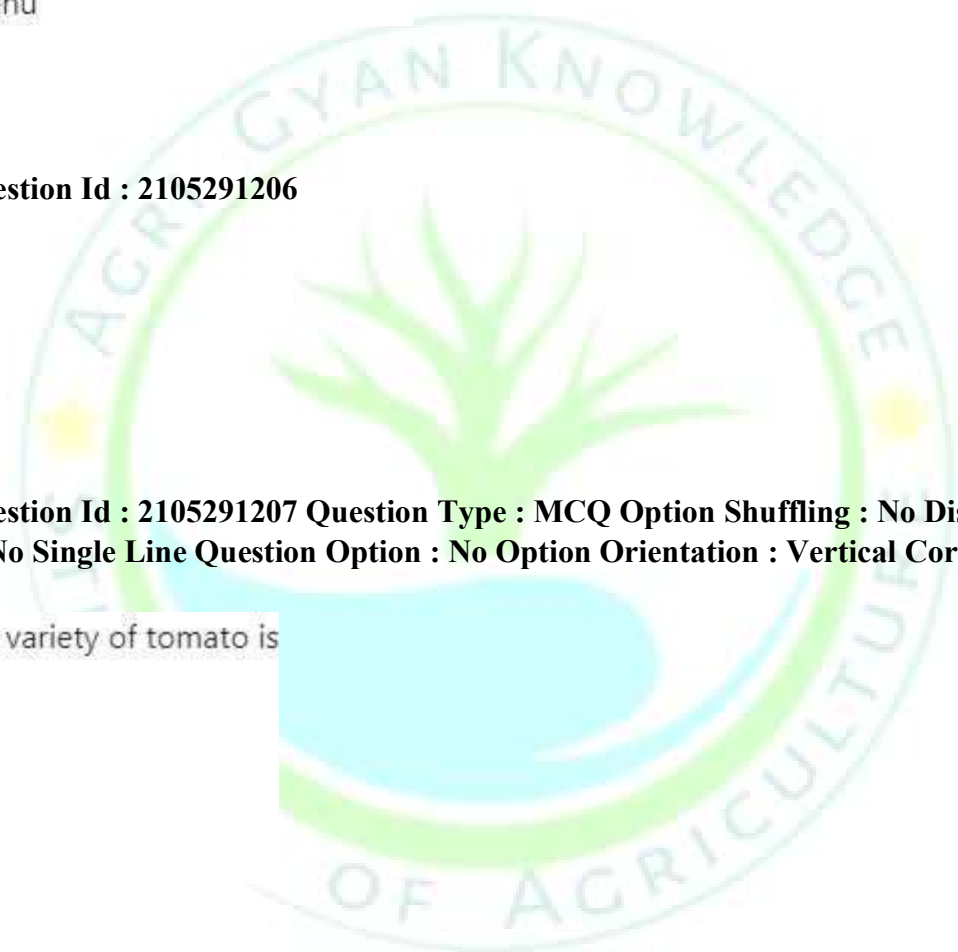 nu
estion Id : 2105291206
estion Id : 2105291207 Question Type : MCQ Option Shuffling : No Dis
No Single Line Question Option : No Option Orientation : Vertical Cor
variety of tomato is
AGRI GYAN KNOWLEDGE
OF AGRICULTURE